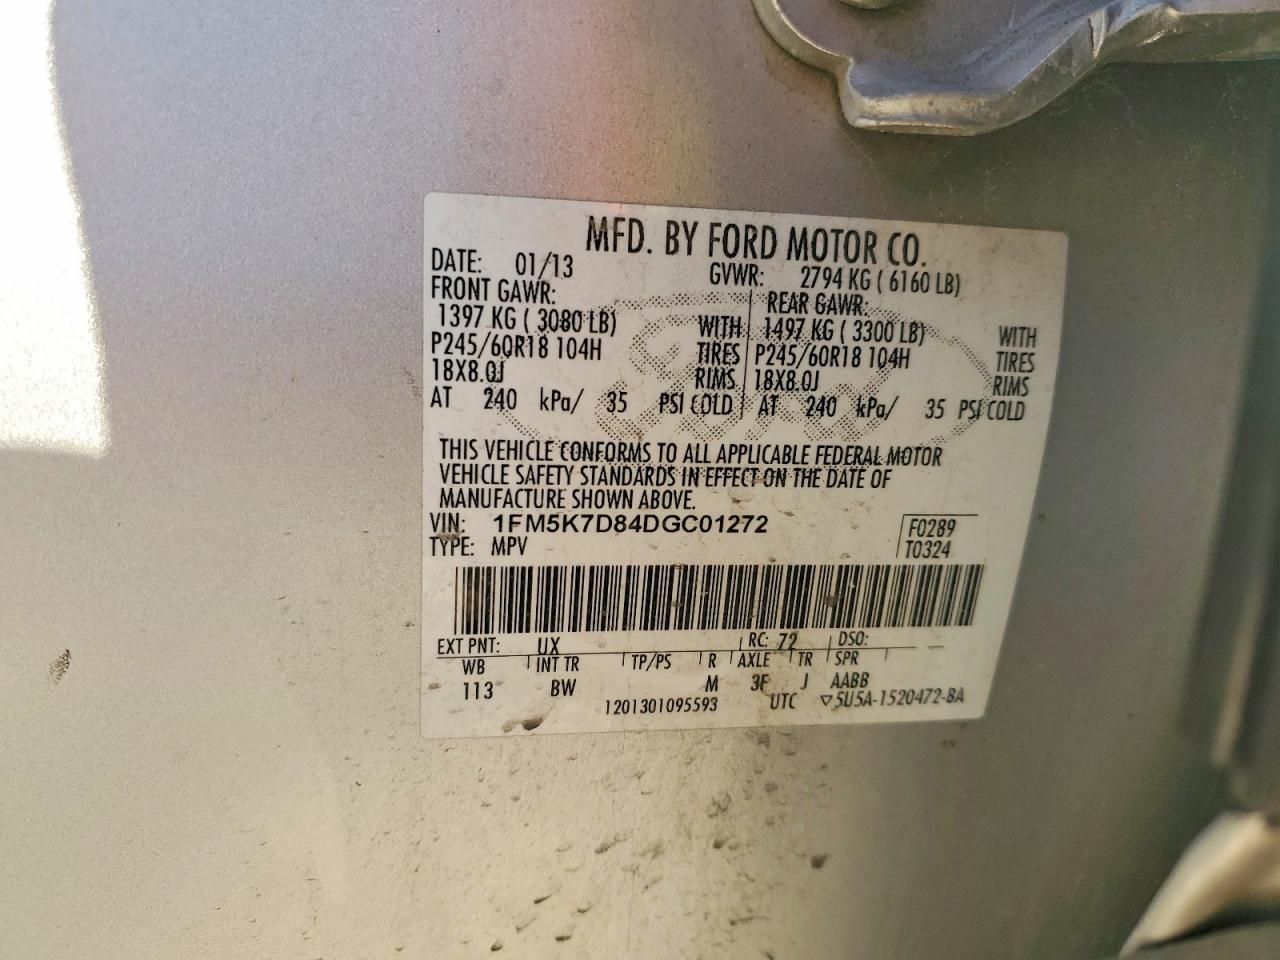 MFD. BY FORD MOTOR CO.
DATE: 01/13 GVWR: 2794 KG ( 6160 LB)
FRONT GAWR: REAR GAWR:
1397 KG ( 3080 LB) WITH 1497 KG ( 3300 LB) WITH
P245/60R18 104H TIRES P245/60R18 104H TIRES
18X8.0J RIMS 18X8.0J RIMS
AT 240 kPa/ 35 PSI COLD AT 240 kPa/ 35 PSI COLD
THIS VEHICLE CONFORMS TO ALL APPLICABLE FEDERAL MOTOR
VEHICLE SAFETY STANDARDS IN EFFECT ON THE DATE OF
MANUFACTURE SHOWN ABOVE.
VIN: 1FM5K7D84DGC01272 F0289
TYPE: MPV T0324
EXT PNT: UX RC: 72 DSO:
WB INT TR TP/PS R AXLE TR SPR
113 BW M 3F J AABB
1201301095593 UTC ▽5U5A-1520472-BA